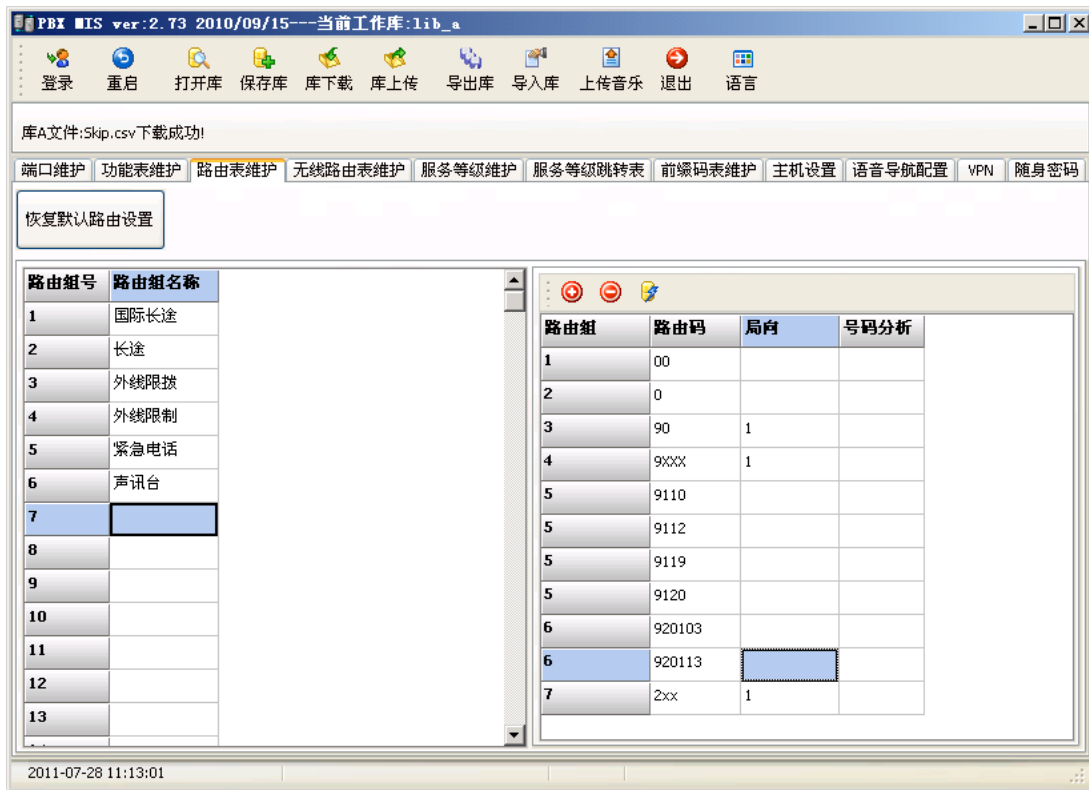 PBX MIS ver:2.73 2010/09/15---当前工作库:lib_a
登录 重启 打开库 保存库 库下载 库上传 导出库 导入库 上传音乐 退出 语言
库A文件:Skip.csv下载成功!
端口维护 功能表维护 路由表维护 无线路由表维护 服务等级维护 服务等级跳转表 前缀码表维护 主机设置 语音导航配置 VPN 随身密码
恢复默认路由设置
路由组号 路由组名称
1 国际长途
2 长途
3 外线限拨
4 外线限制
5 紧急电话
6 声讯台
7
8
9
10
11
12
13
路由组 路由码 局向 号码分析
1 00
2 0
3 90 1
4 9XXX 1
5 9110
5 9112
5 9119
5 9120
6 920103
6 920113
7 2xx 1
2011-07-28 11:13:01